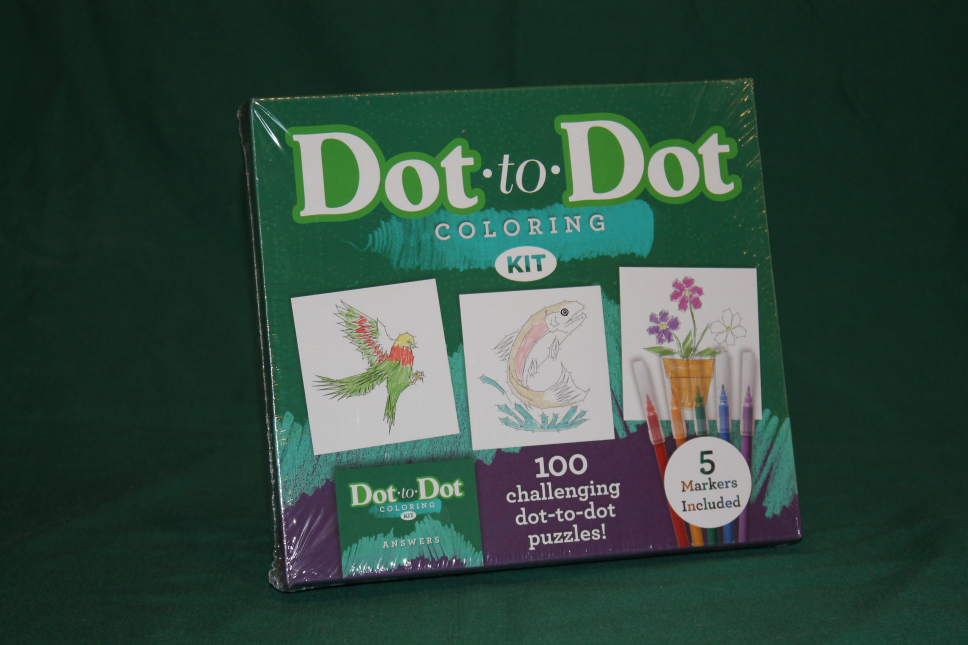 Dot·to·Dot
COLORING
KIT
Dot·to·Dot
COLORING
KIT
ANSWERS
100
challenging
dot-to-dot
puzzles!
5
Markers
Included